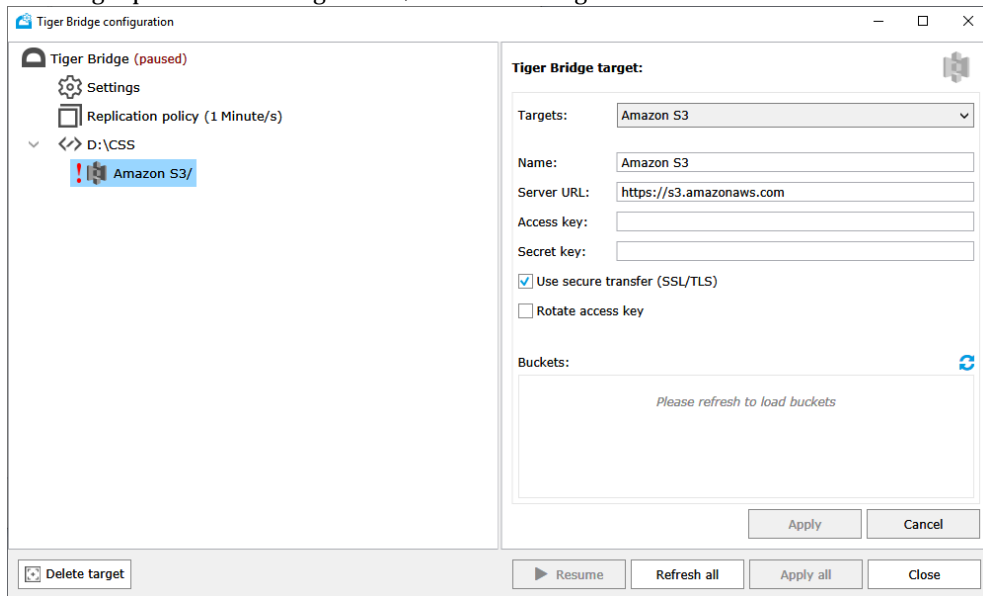 Tiger Bridge configuration
Tiger Bridge (paused)
Settings
Replication policy (1 Minute/s)
D:\CSS
Amazon S3/
Tiger Bridge target:
Targets: Amazon S3
Name: Amazon S3
Server URL: https://s3.amazonaws.com
Access key:
Secret key:
Use secure transfer (SSL/TLS)
Rotate access key
Buckets:
Please refresh to load buckets
Apply Cancel
Delete target Resume Refresh all Apply all Close